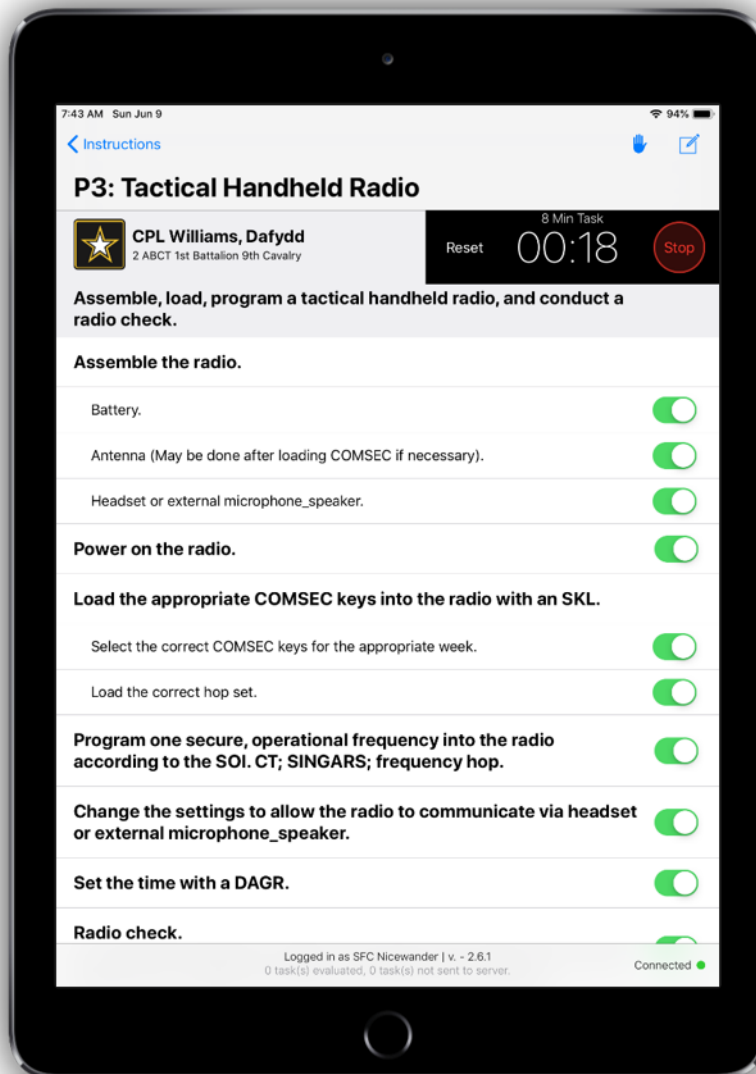 7:43 AM Sun Jun 9
94%
Instructions
P3: Tactical Handheld Radio
CPL Williams, Dafydd
2 ABCT 1st Battalion 9th Cavalry
8 Min Task
Reset
00:18
Stop
Assemble, load, program a tactical handheld radio, and conduct a
radio check.
Assemble the radio.
Battery.
Antenna (May be done after loading COMSEC if necessary).
Headset or external microphone_speaker.
Power on the radio.
Load the appropriate COMSEC keys into the radio with an SKL.
Select the correct COMSEC keys for the appropriate week.
Load the correct hop set.
Program one secure, operational frequency into the radio
according to the SOI. CT; SINGARS; frequency hop.
Change the settings to allow the radio to communicate via headset
or external microphone_speaker.
Set the time with a DAGR.
Radio check.
Logged in as SFC Nicewander | v. - 2.6.1
0 task(s) evaluated, 0 task(s) not sent to server.
Connected